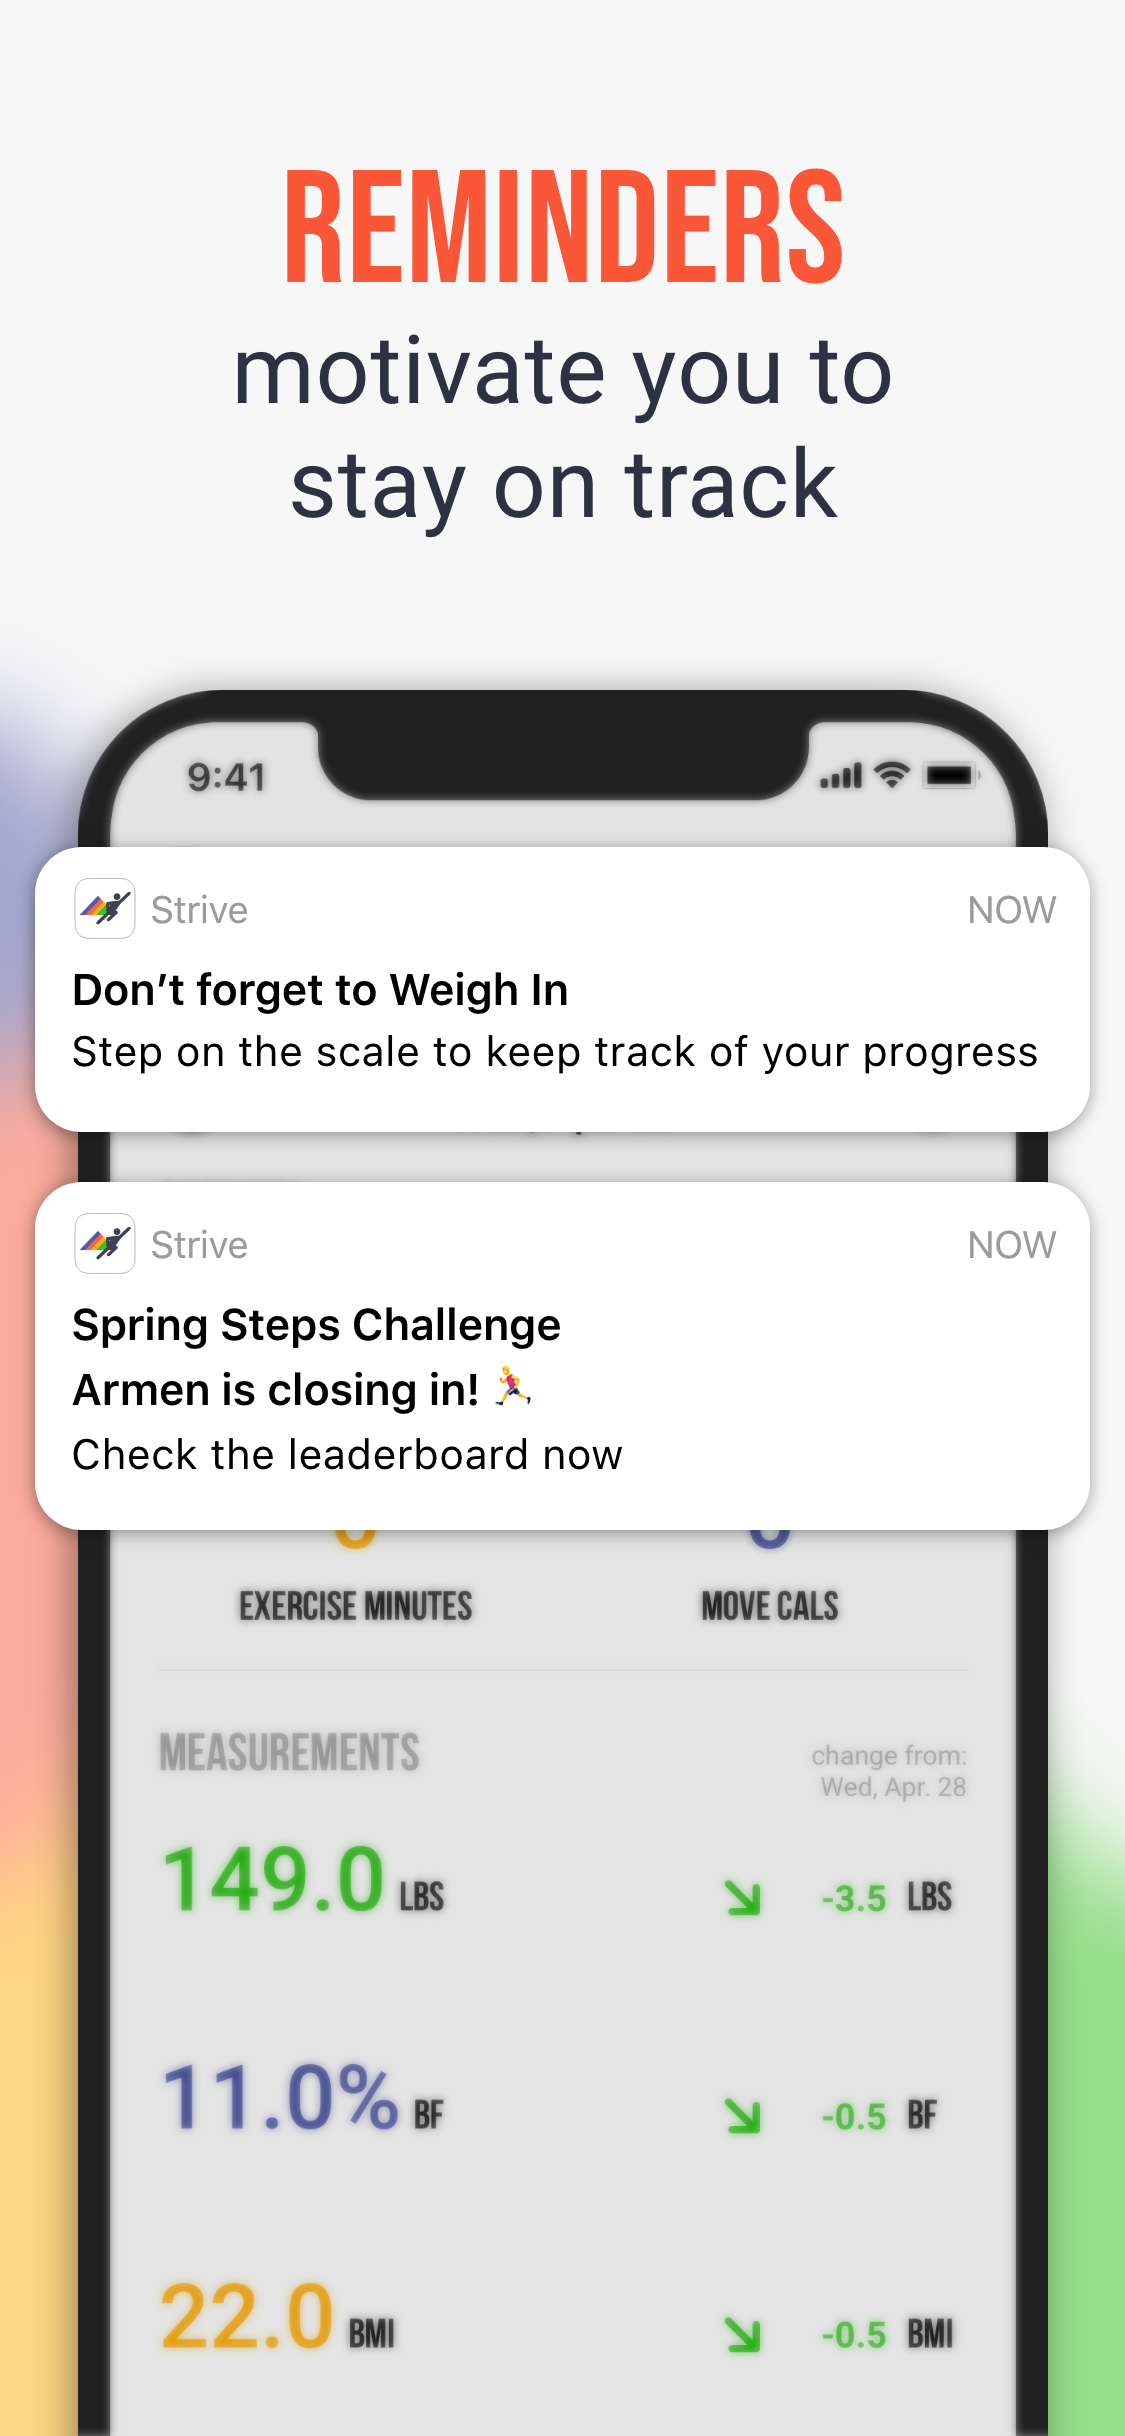 REMINDERS
motivate you to
stay on track
9:41
Strive NOW
Don’t forget to Weigh In
Step on the scale to keep track of your progress
Strive NOW
Spring Steps Challenge
Armen is closing in! 🏃
Check the leaderboard now
EXERCISE MINUTES MOVE CALS
MEASUREMENTS
change from:
Wed, Apr. 28
149.0 LBS -3.5 LBS
11.0% BF -0.5 BF
22.0 BMI -0.5 BMI